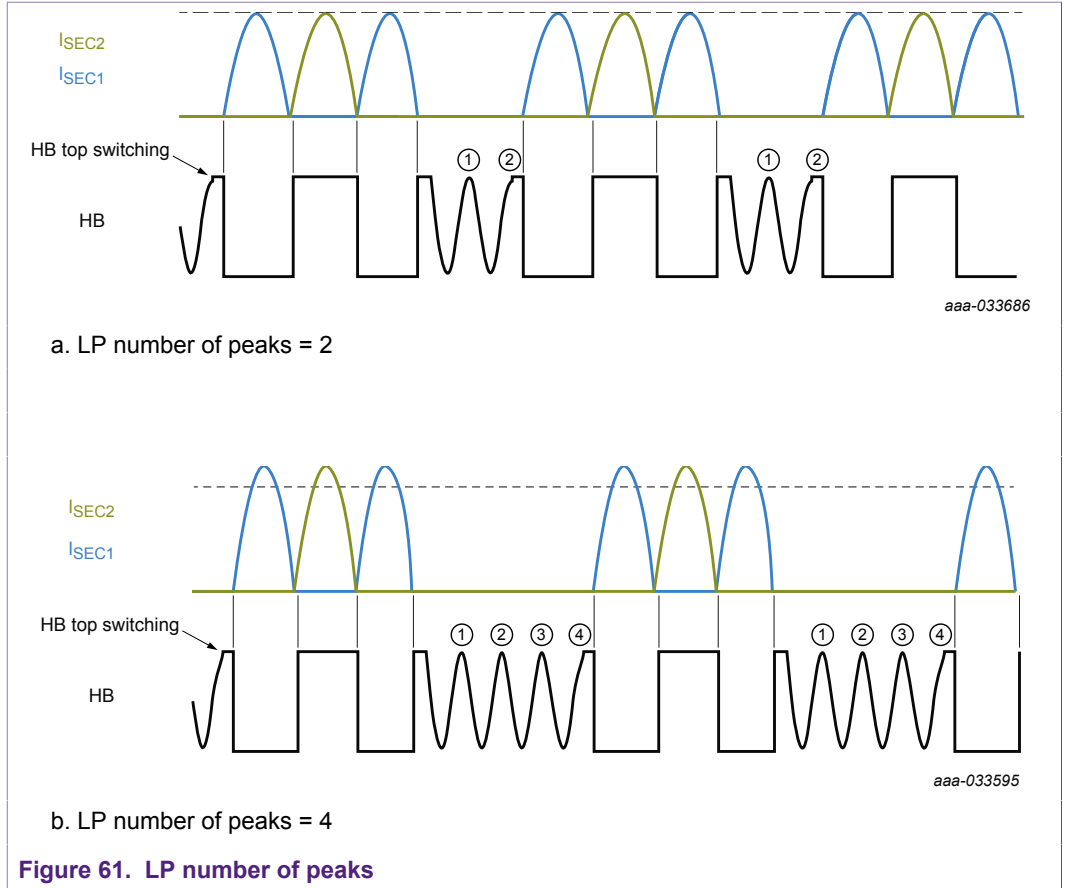 ISEC2
ISEC1
HB top switching
1 2 1 2
HB
aaa-033686
a. LP number of peaks = 2
ISEC2
ISEC1
HB top switching
1 2 3 4 1 2 3 4
HB
aaa-033595
b. LP number of peaks = 4
Figure 61. LP number of peaks